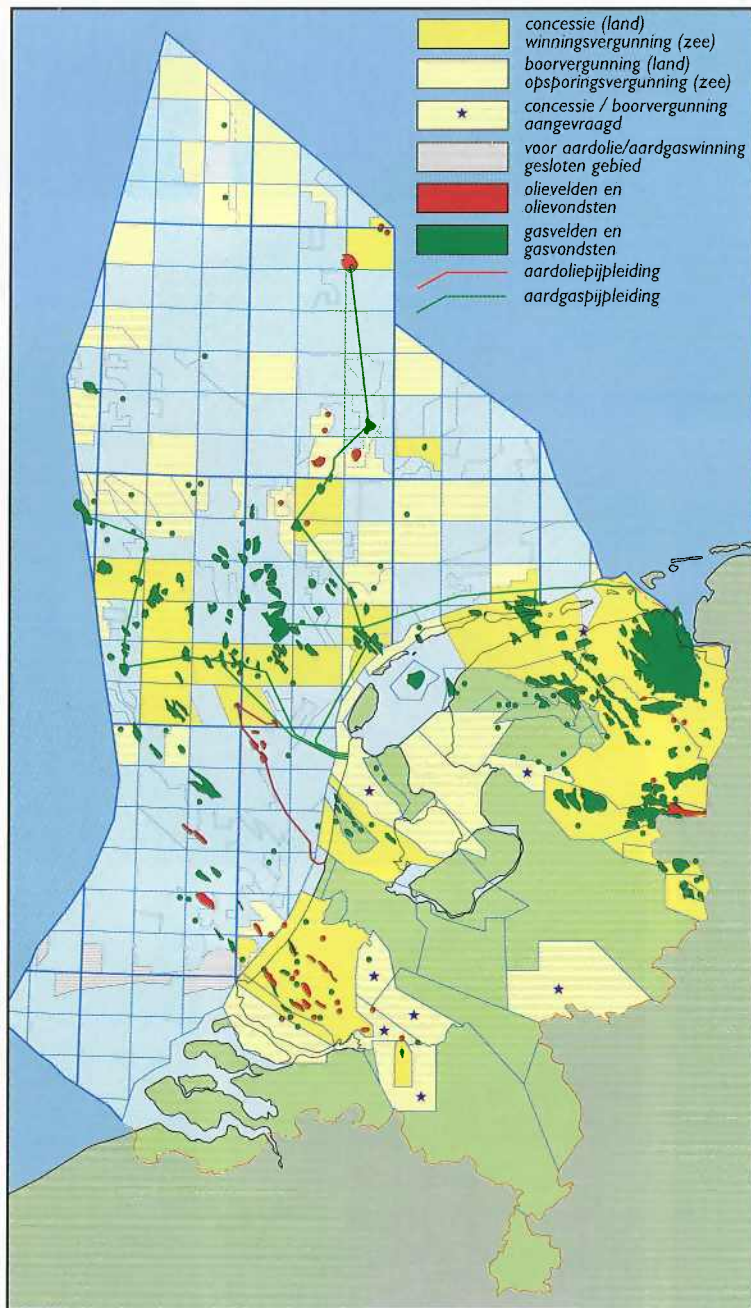 concessie (land)
winningsvergunning (zee)
boorvergunning (land)
opsporingsvergunning (zee)
concessie / boorvergunning
aangevraagd
voor aardolie/aardgaswinning
gesloten gebied
olievelden en
olievondsten
gasvelden en
gasvondsten
aardoliepijpleiding
aardgaspijpleiding